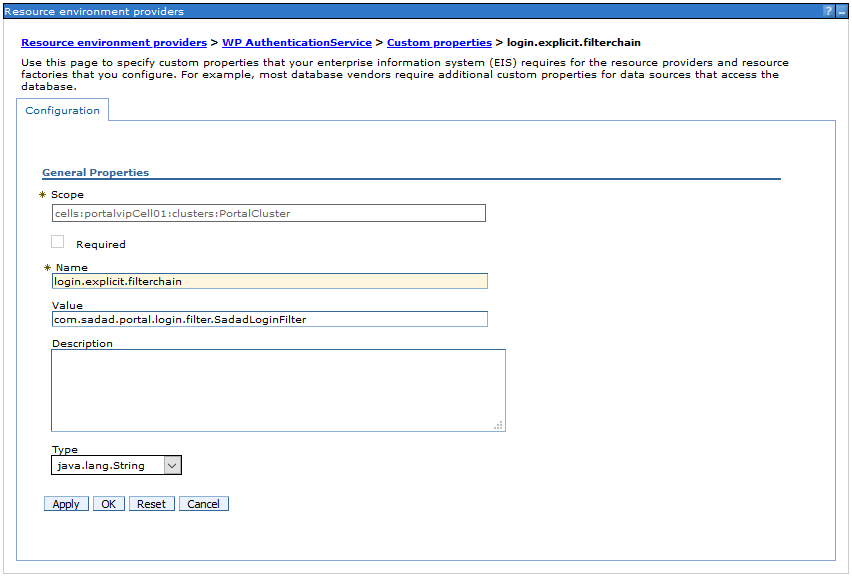 Resource environment providers
? _
Resource environment providers > WP AuthenticationService > Custom properties > login.explicit.filterchain
Use this page to specify custom properties that your enterprise information system (EIS) requires for the resource providers and resource
factories that you configure. For example, most database vendors require additional custom properties for data sources that access the
database.
Configuration
General Properties
* Scope
cells:portalvipCell01:clusters:PortalCluster
Required
* Name
login.explicit.filterchain
Value
com.sadad.portal.login.filter.SadadLoginFilter
Description
Type
java.lang.String
Apply OK Reset Cancel